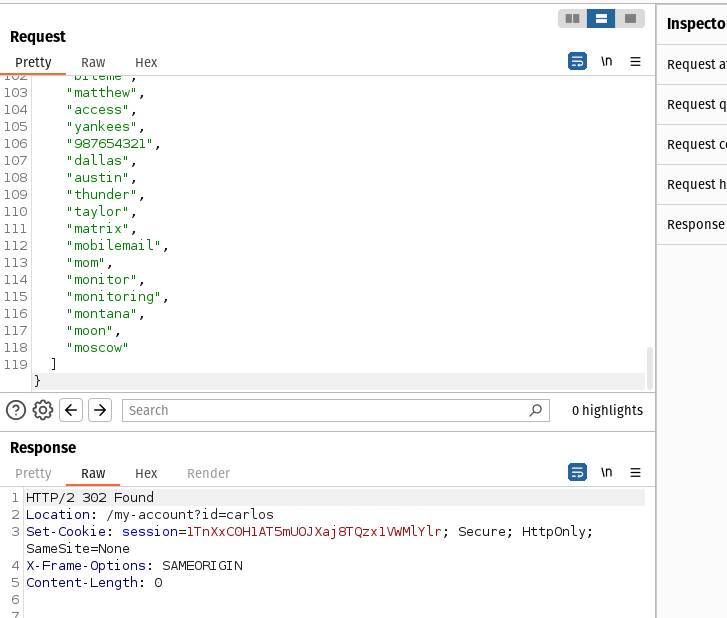 Request
Pretty Raw Hex
\n
102 "biteme",
103 "matthew",
104 "access",
105 "yankees",
106 "987654321",
107 "dallas",
108 "austin",
109 "thunder",
110 "taylor",
111 "matrix",
112 "mobilemail",
113 "mom",
114 "monitor",
115 "monitoring",
116 "montana",
117 "moon",
118 "moscow"
119 ]
}
Search
0 highlights
Response
Pretty Raw Hex Render
\n
1 HTTP/2 302 Found
2 Location: /my-account?id=carlos
3 Set-Cookie: session=1TnXxC0H1AT5mUOJXaj8TQzx1VWMlYlr; Secure; HttpOnly;
SameSite=None
4 X-Frame-Options: SAMEORIGIN
5 Content-Length: 0
6
7
Inspecto
Request a
Request q
Request c
Request h
Response